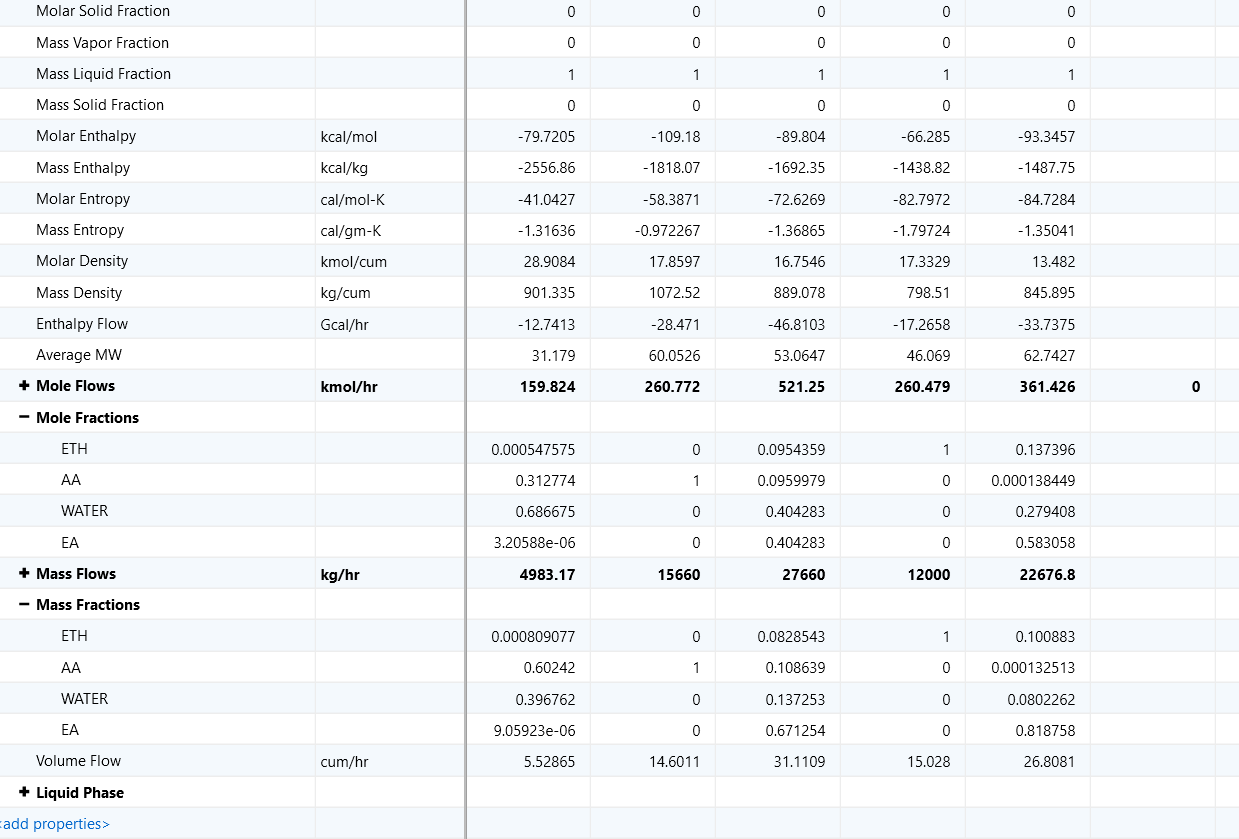 Molar Solid Fraction 0 0 0 0 0
Mass Vapor Fraction 0 0 0 0 0
Mass Liquid Fraction 1 1 1 1 1
Mass Solid Fraction 0 0 0 0 0
Molar Enthalpy kcal/mol -79.7205 -109.18 -89.804 -66.285 -93.3457
Mass Enthalpy kcal/kg -2556.86 -1818.07 -1692.35 -1438.82 -1487.75
Molar Entropy cal/mol-K -41.0427 -58.3871 -72.6269 -82.7972 -84.7284
Mass Entropy cal/gm-K -1.31636 -0.972267 -1.36865 -1.79724 -1.35041
Molar Density kmol/cum 28.9084 17.8597 16.7546 17.3329 13.482
Mass Density kg/cum 901.335 1072.52 889.078 798.51 845.895
Enthalpy Flow Gcal/hr -12.7413 -28.471 -46.8103 -17.2658 -33.7375
Average MW 31.179 60.0526 53.0647 46.069 62.7427
+ Mole Flows kmol/hr 159.824 260.772 521.25 260.479 361.426 0
− Mole Fractions
ETH 0.000547575 0 0.0954359 1 0.137396
AA 0.312774 1 0.0959979 0 0.000138449
WATER 0.686675 0 0.404283 0 0.279408
EA 3.20588e-06 0 0.404283 0 0.583058
+ Mass Flows kg/hr 4983.17 15660 27660 12000 22676.8
− Mass Fractions
ETH 0.000809077 0 0.0828543 1 0.100883
AA 0.60242 1 0.108639 0 0.000132513
WATER 0.396762 0 0.137253 0 0.0802262
EA 9.05923e-06 0 0.671254 0 0.818758
Volume Flow cum/hr 5.52865 14.6011 31.1109 15.028 26.8081
+ Liquid Phase
<add properties>